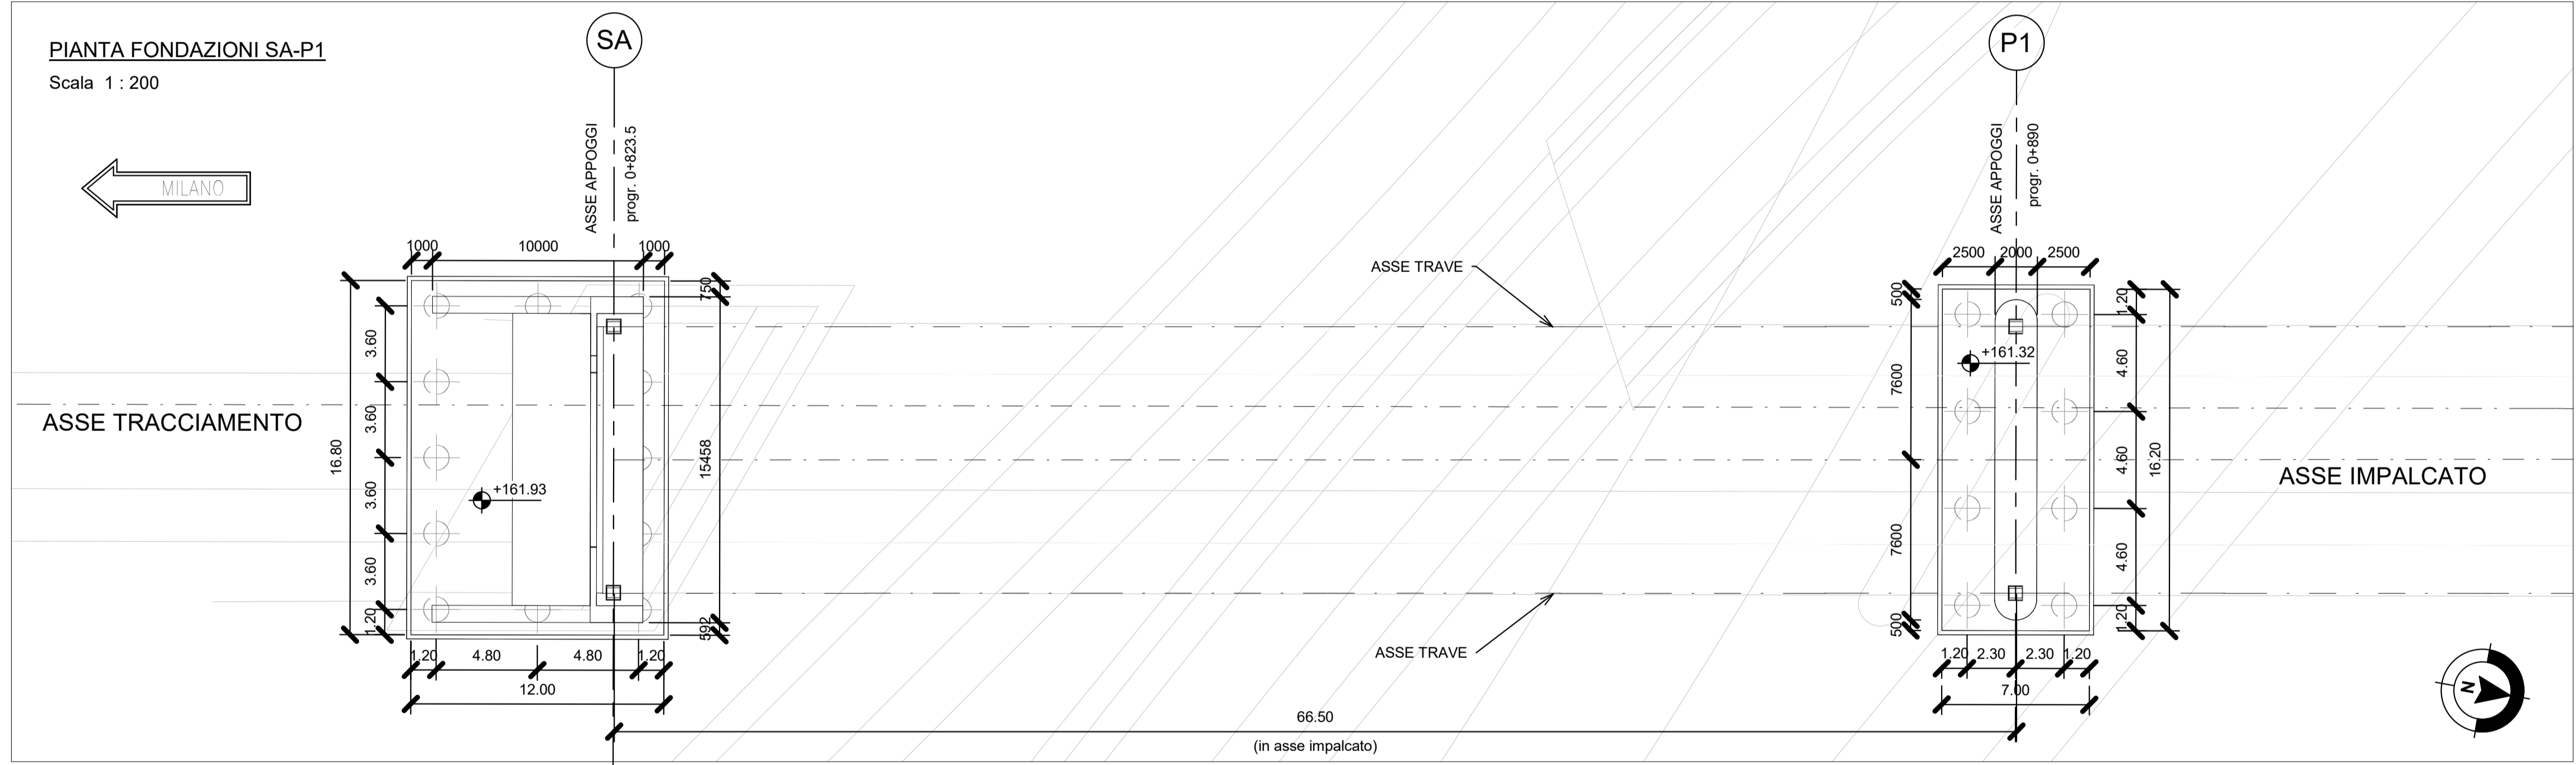 PIANTA FONDAZIONI SA-P1
Scala 1 : 200
MILANO
SA
ASSE APPOGGI
progr. 0+823.5
P1
ASSE APPOGGI
progr. 0+890
1000
10000
1000
750
15458
592
16.80
3.60
3.60
3.60
3.60
1.20
+161.93
1.20
4.80
4.80
1.20
12.00
ASSE TRACCIAMENTO
ASSE TRAVE
ASSE TRAVE
66.50
(in asse impalcato)
2500
2000
2500
500
7600
7600
500
+161.32
1.20
4.60
4.60
4.60
1.20
16.20
1.20
2.30
2.30
1.20
7.00
ASSE IMPALCATO
N